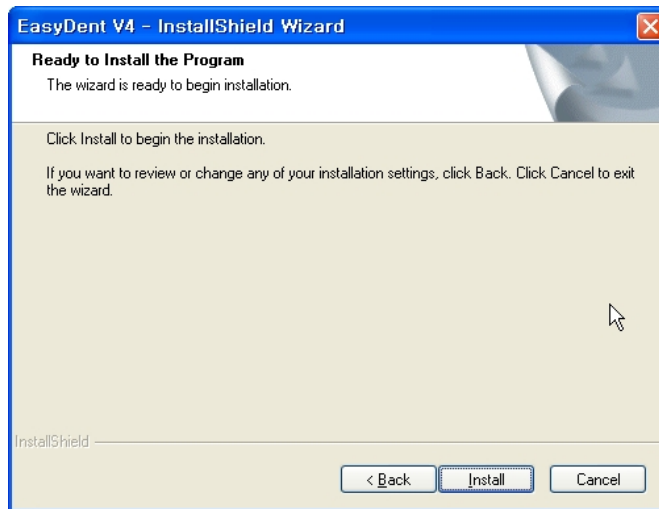 EasyDent V4 - InstallShield Wizard
Ready to Install the Program
The wizard is ready to begin installation.
Click Install to begin the installation.
If you want to review or change any of your installation settings, click Back. Click Cancel to exit
the wizard.
InstallShield
< Back
Install
Cancel